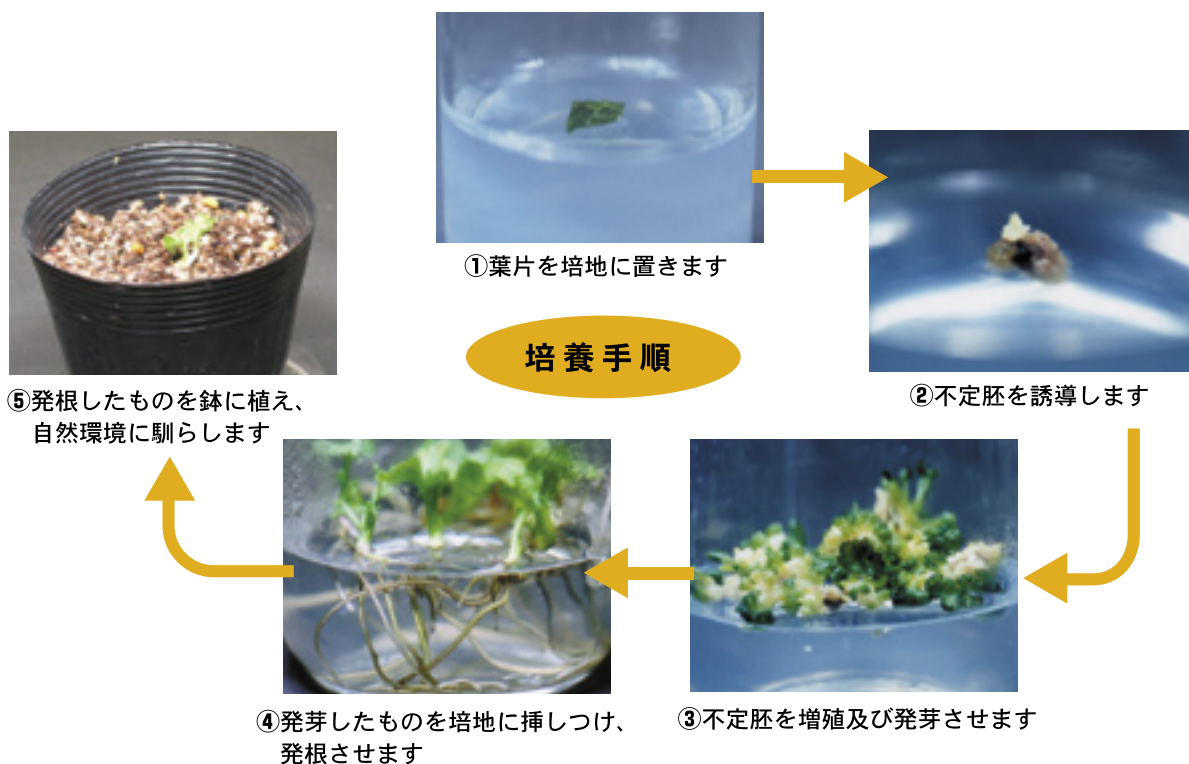 ①葉片を培地に置きます
培養手順
②不定胚を誘導します
③不定胚を増殖及び発芽させます
④発芽したものを培地に挿しつけ、
発根させます
⑤発根したものを鉢に植え、
自然環境に馴らします